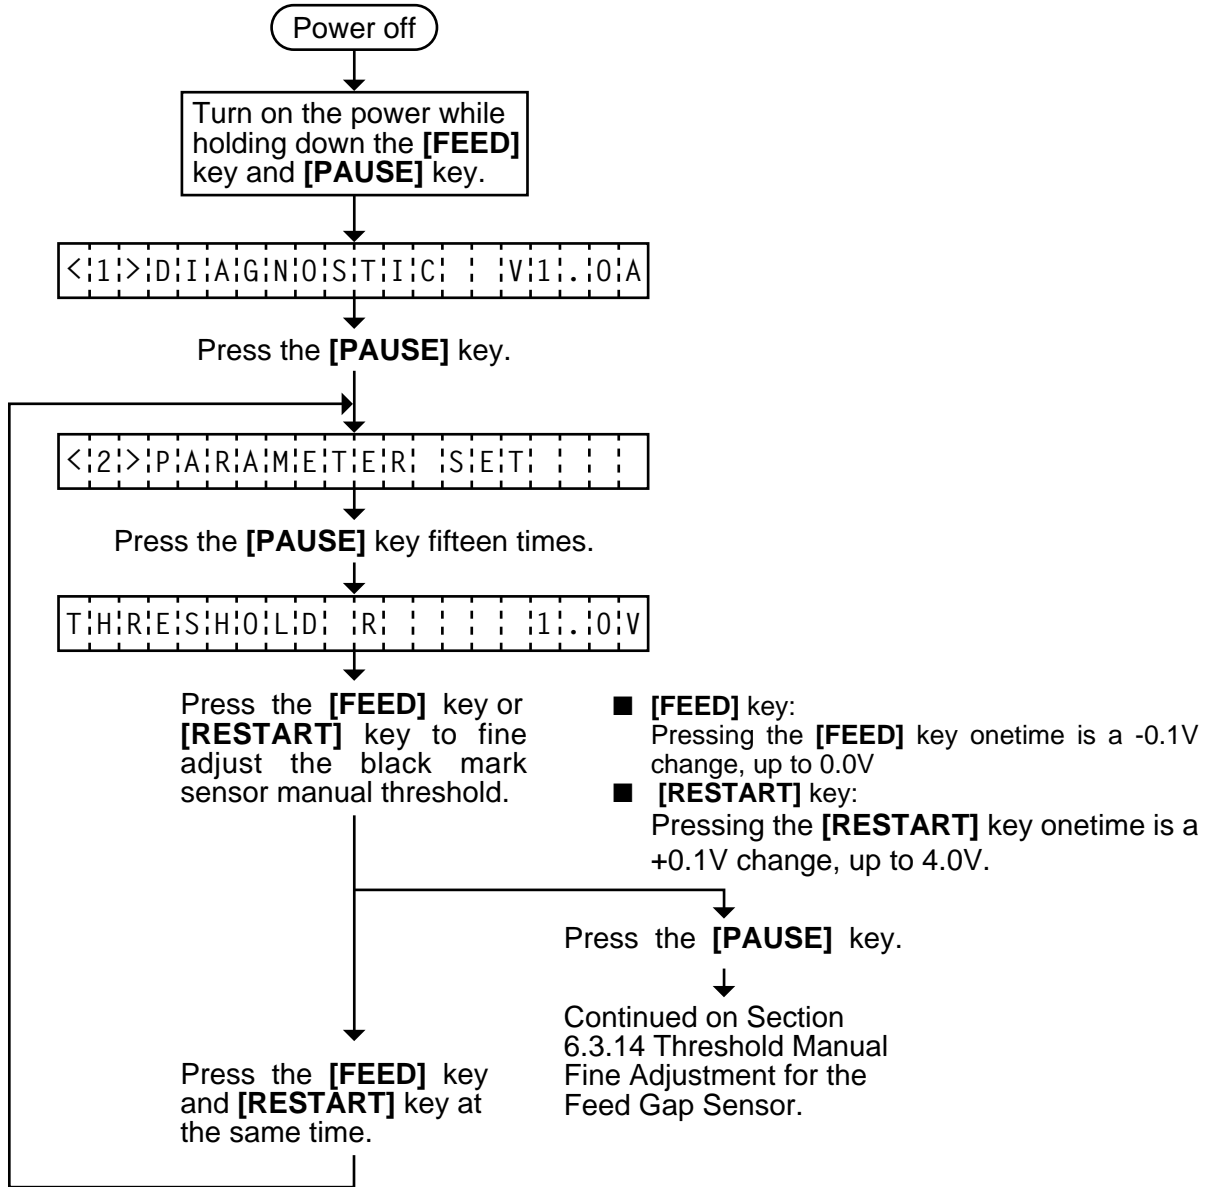 Power off
Turn on the power while
holding down the [FEED]
key and [PAUSE] key.
<1>DIAGNOSTIC  V1.0A
Press the [PAUSE] key.
<2>PARAMETER SET
Press the [PAUSE] key fifteen times.
THRESHOLD R     1.0V
Press the [FEED] key or
[RESTART] key to fine
adjust the black mark
sensor manual threshold.
■ [FEED] key:
Pressing the [FEED] key onetime is a -0.1V
change, up to 0.0V
■ [RESTART] key:
Pressing the [RESTART] key onetime is a
+0.1V change, up to 4.0V.
Press the [PAUSE] key.
Continued on Section
6.3.14 Threshold Manual
Fine Adjustment for the
Feed Gap Sensor.
Press the [FEED] key
and [RESTART] key at
the same time.